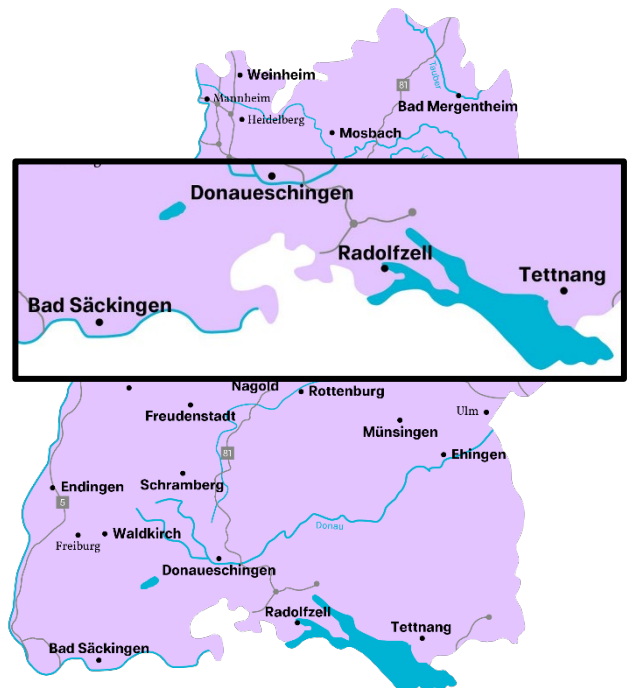 Weinheim
Tauber
81
Mannheim
Bad Mergentheim
Heidelberg
Mosbach
Donaueschingen
Radolfzell
Tettnang
Bad Säckingen
Nagold
Rottenburg
Freudenstadt
Ulm
Münsingen
81
Ehingen
Schramberg
Endingen
5
Donau
Waldkirch
Freiburg
Donaueschingen
Radolfzell
Tettnang
Bad Säckingen